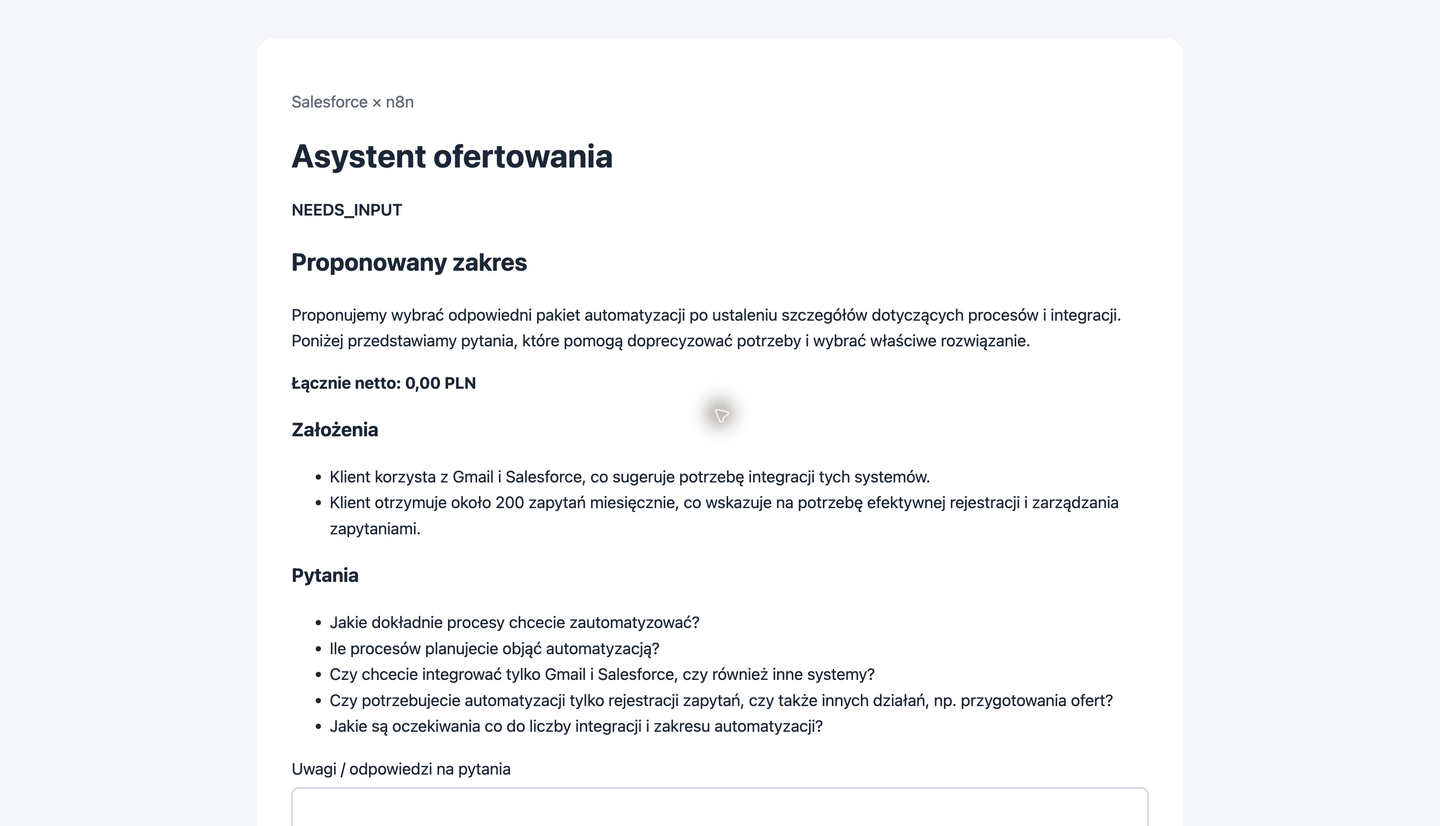 Salesforce × n8n
Asystent ofertowania
NEEDS_INPUT
Proponowany zakres
Proponujemy wybrać odpowiedni pakiet automatyzacji po ustaleniu szczegółów dotyczących procesów i integracji.
Poniżej przedstawiamy pytania, które pomogą doprecyzować potrzeby i wybrać właściwe rozwiązanie.
Łącznie netto: 0,00 PLN
Założenia
• Klient korzysta z Gmail i Salesforce, co sugeruje potrzebę integracji tych systemów.
• Klient otrzymuje około 200 zapytań miesięcznie, co wskazuje na potrzebę efektywnej rejestracji i zarządzania
zapytaniami.
Pytania
• Jakie dokładnie procesy chcecie zautomatyzować?
• Ile procesów planujecie objąć automatyzacją?
• Czy chcecie integrować tylko Gmail i Salesforce, czy również inne systemy?
• Czy potrzebujecie automatyzacji tylko rejestracji zapytań, czy także innych działań, np. przygotowania ofert?
• Jakie są oczekiwania co do liczby integracji i zakresu automatyzacji?
Uwagi / odpowiedzi na pytania